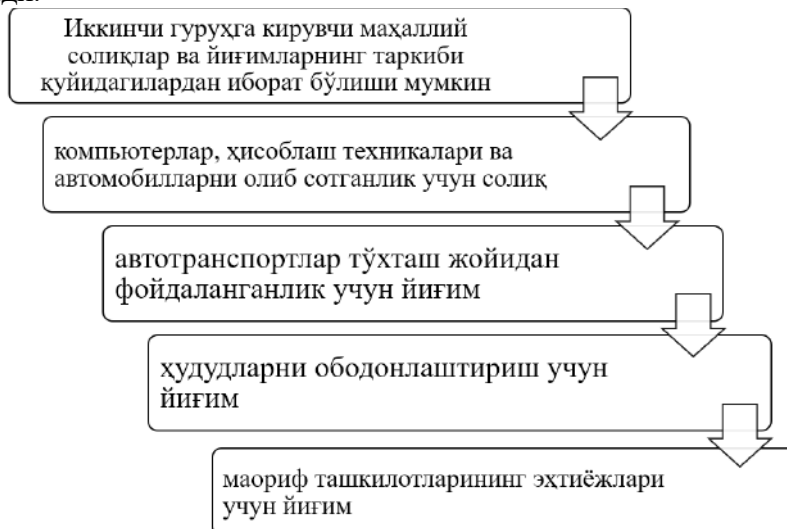 Иккинчи гуруҳга кирувчи маҳаллий
солиқлар ва йиғимларнинг таркиби
қуйидагилардан иборат бўлиши мумкин
компьютерлар, ҳисоблаш техникалари ва
автомобилларни олиб сотганлик учун солиқ
автотранспортлар тўхташ жойидан
фойдаланганлик учун йиғим
ҳудудларни ободонлаштириш учун
йиғим
маориф ташкилотларининг эҳтиёжлари
учун йиғим